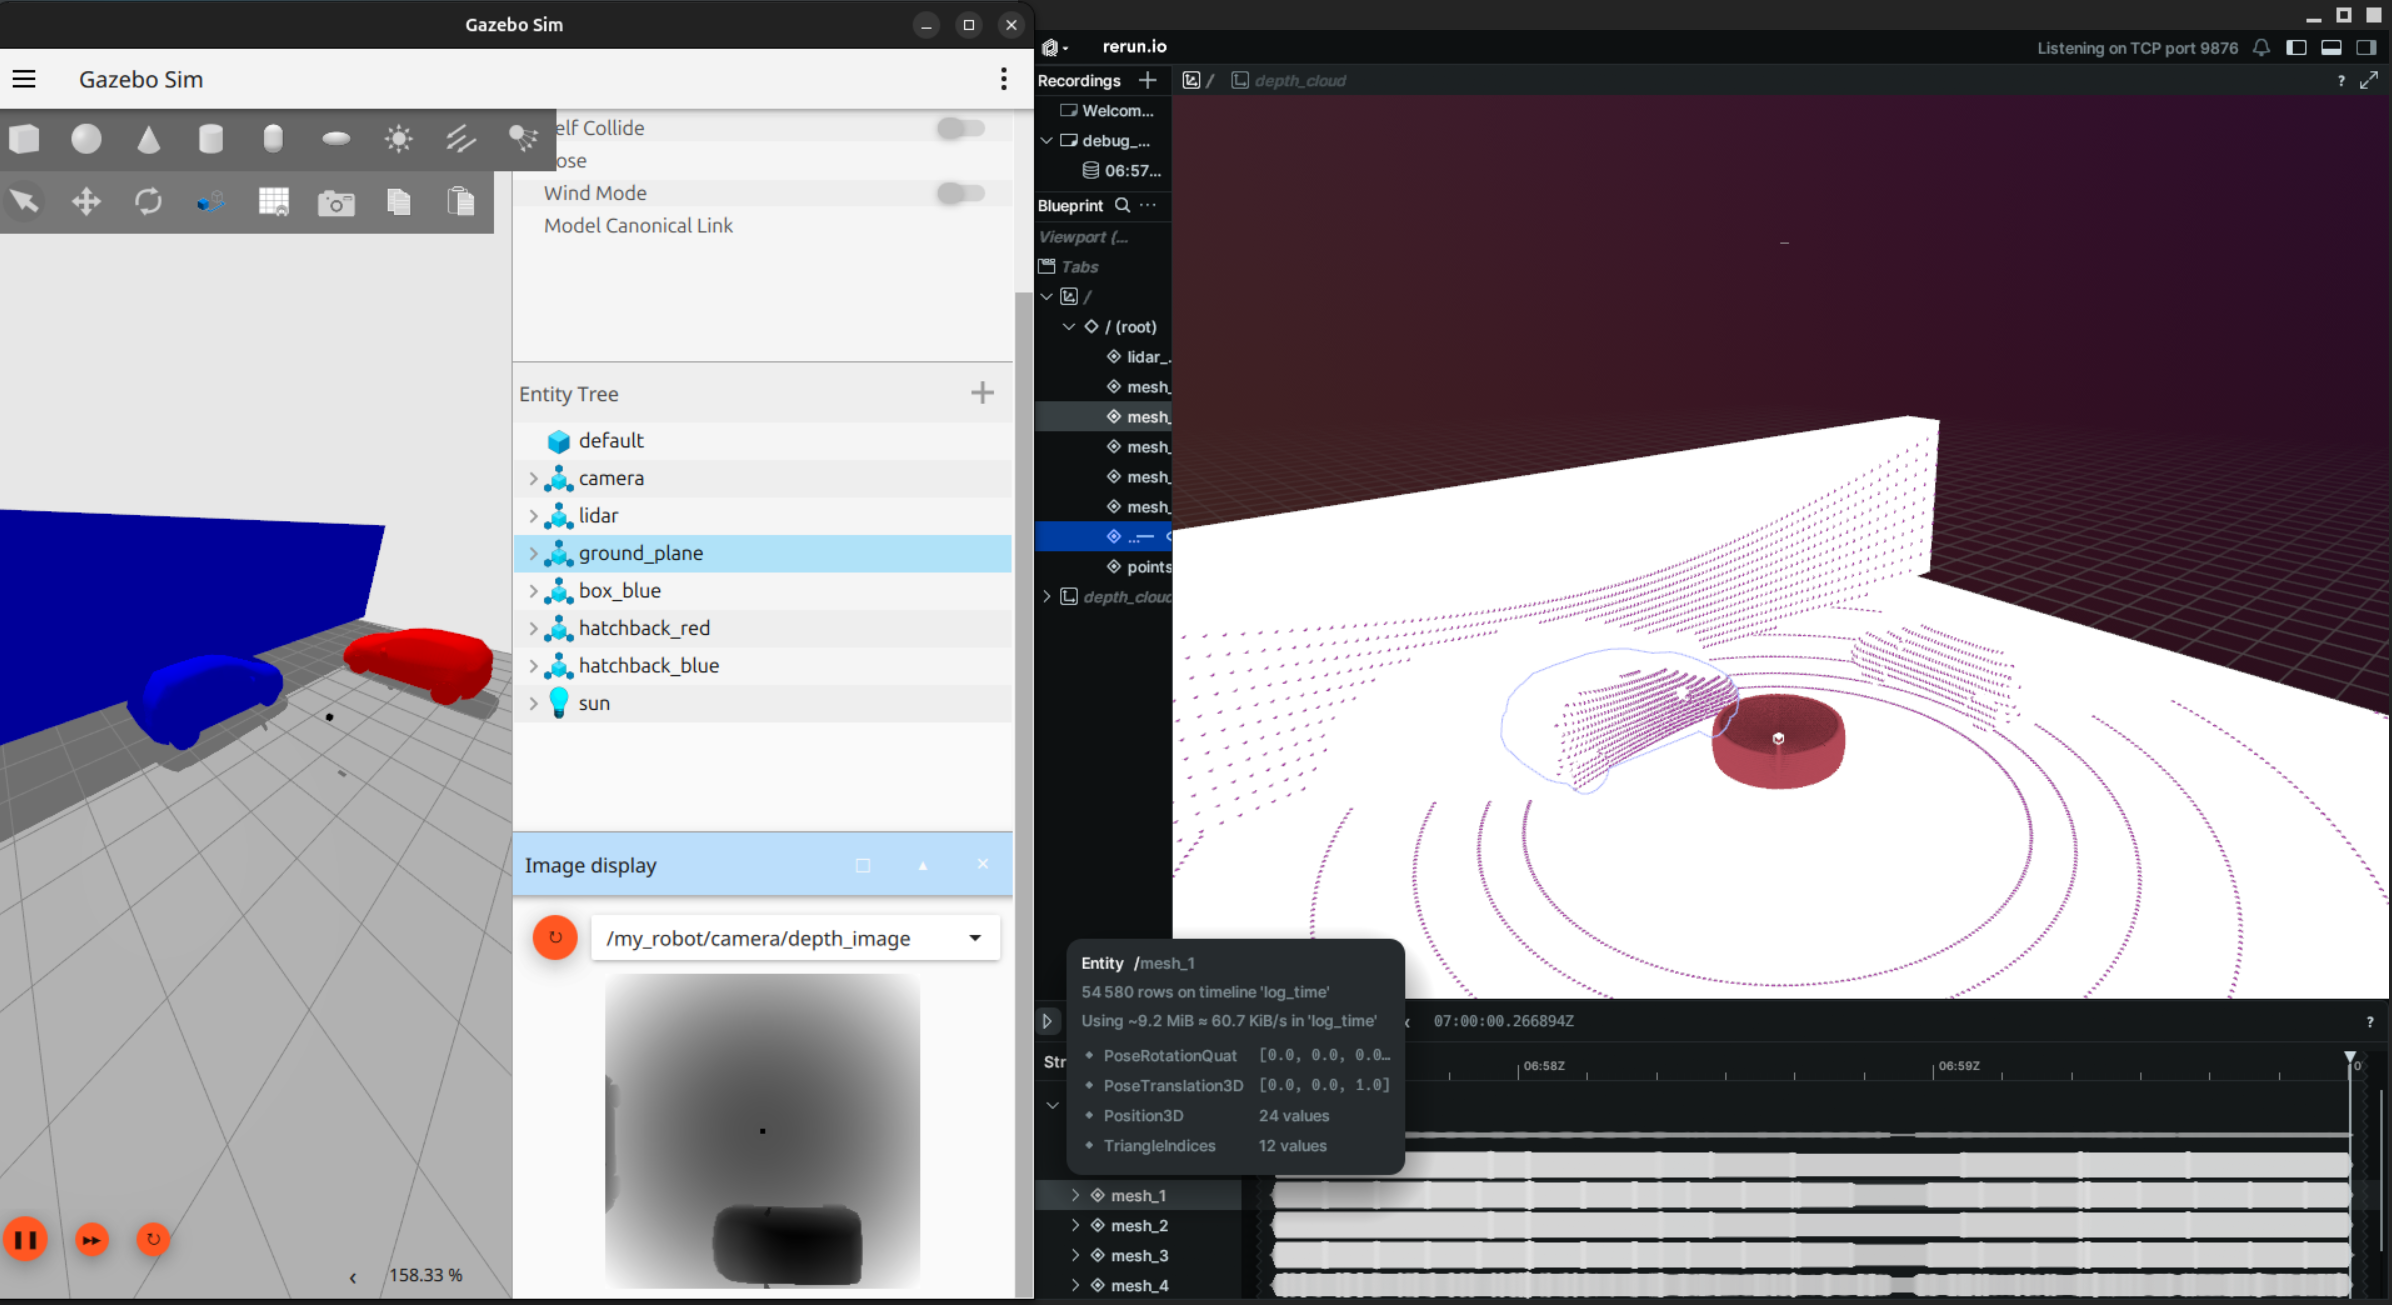 Gazebo Sim
Gazebo Sim
elf Collide
ose
Wind Mode
Model Canonical Link
Entity Tree
default
camera
lidar
ground_plane
box_blue
hatchback_red
hatchback_blue
sun
Image display
/my_robot/camera/depth_image
158.33 %
rerun.io
Listening on TCP port 9876
Recordings
/ depth_cloud
?
Welcom...
debug_...
06:57...
Blueprint
Viewport (...
Tabs
/
/ (root)
lidar_
mesh_
mesh_
mesh_
mesh_
mesh_
points
depth_clou
Entity /mesh_1
54 580 rows on timeline 'log_time'
Using ~9.2 MiB ≈ 60.7 KiB/s in 'log_time'
PoseRotationQuat [0.0, 0.0, 0.0…
PoseTranslation3D [0.0, 0.0, 1.0]
Position3D 24 values
TriangleIndices 12 values
07:00:00.266894Z
?
Str
06:58Z
06:59Z
0
mesh_1
mesh_2
mesh_3
mesh_4